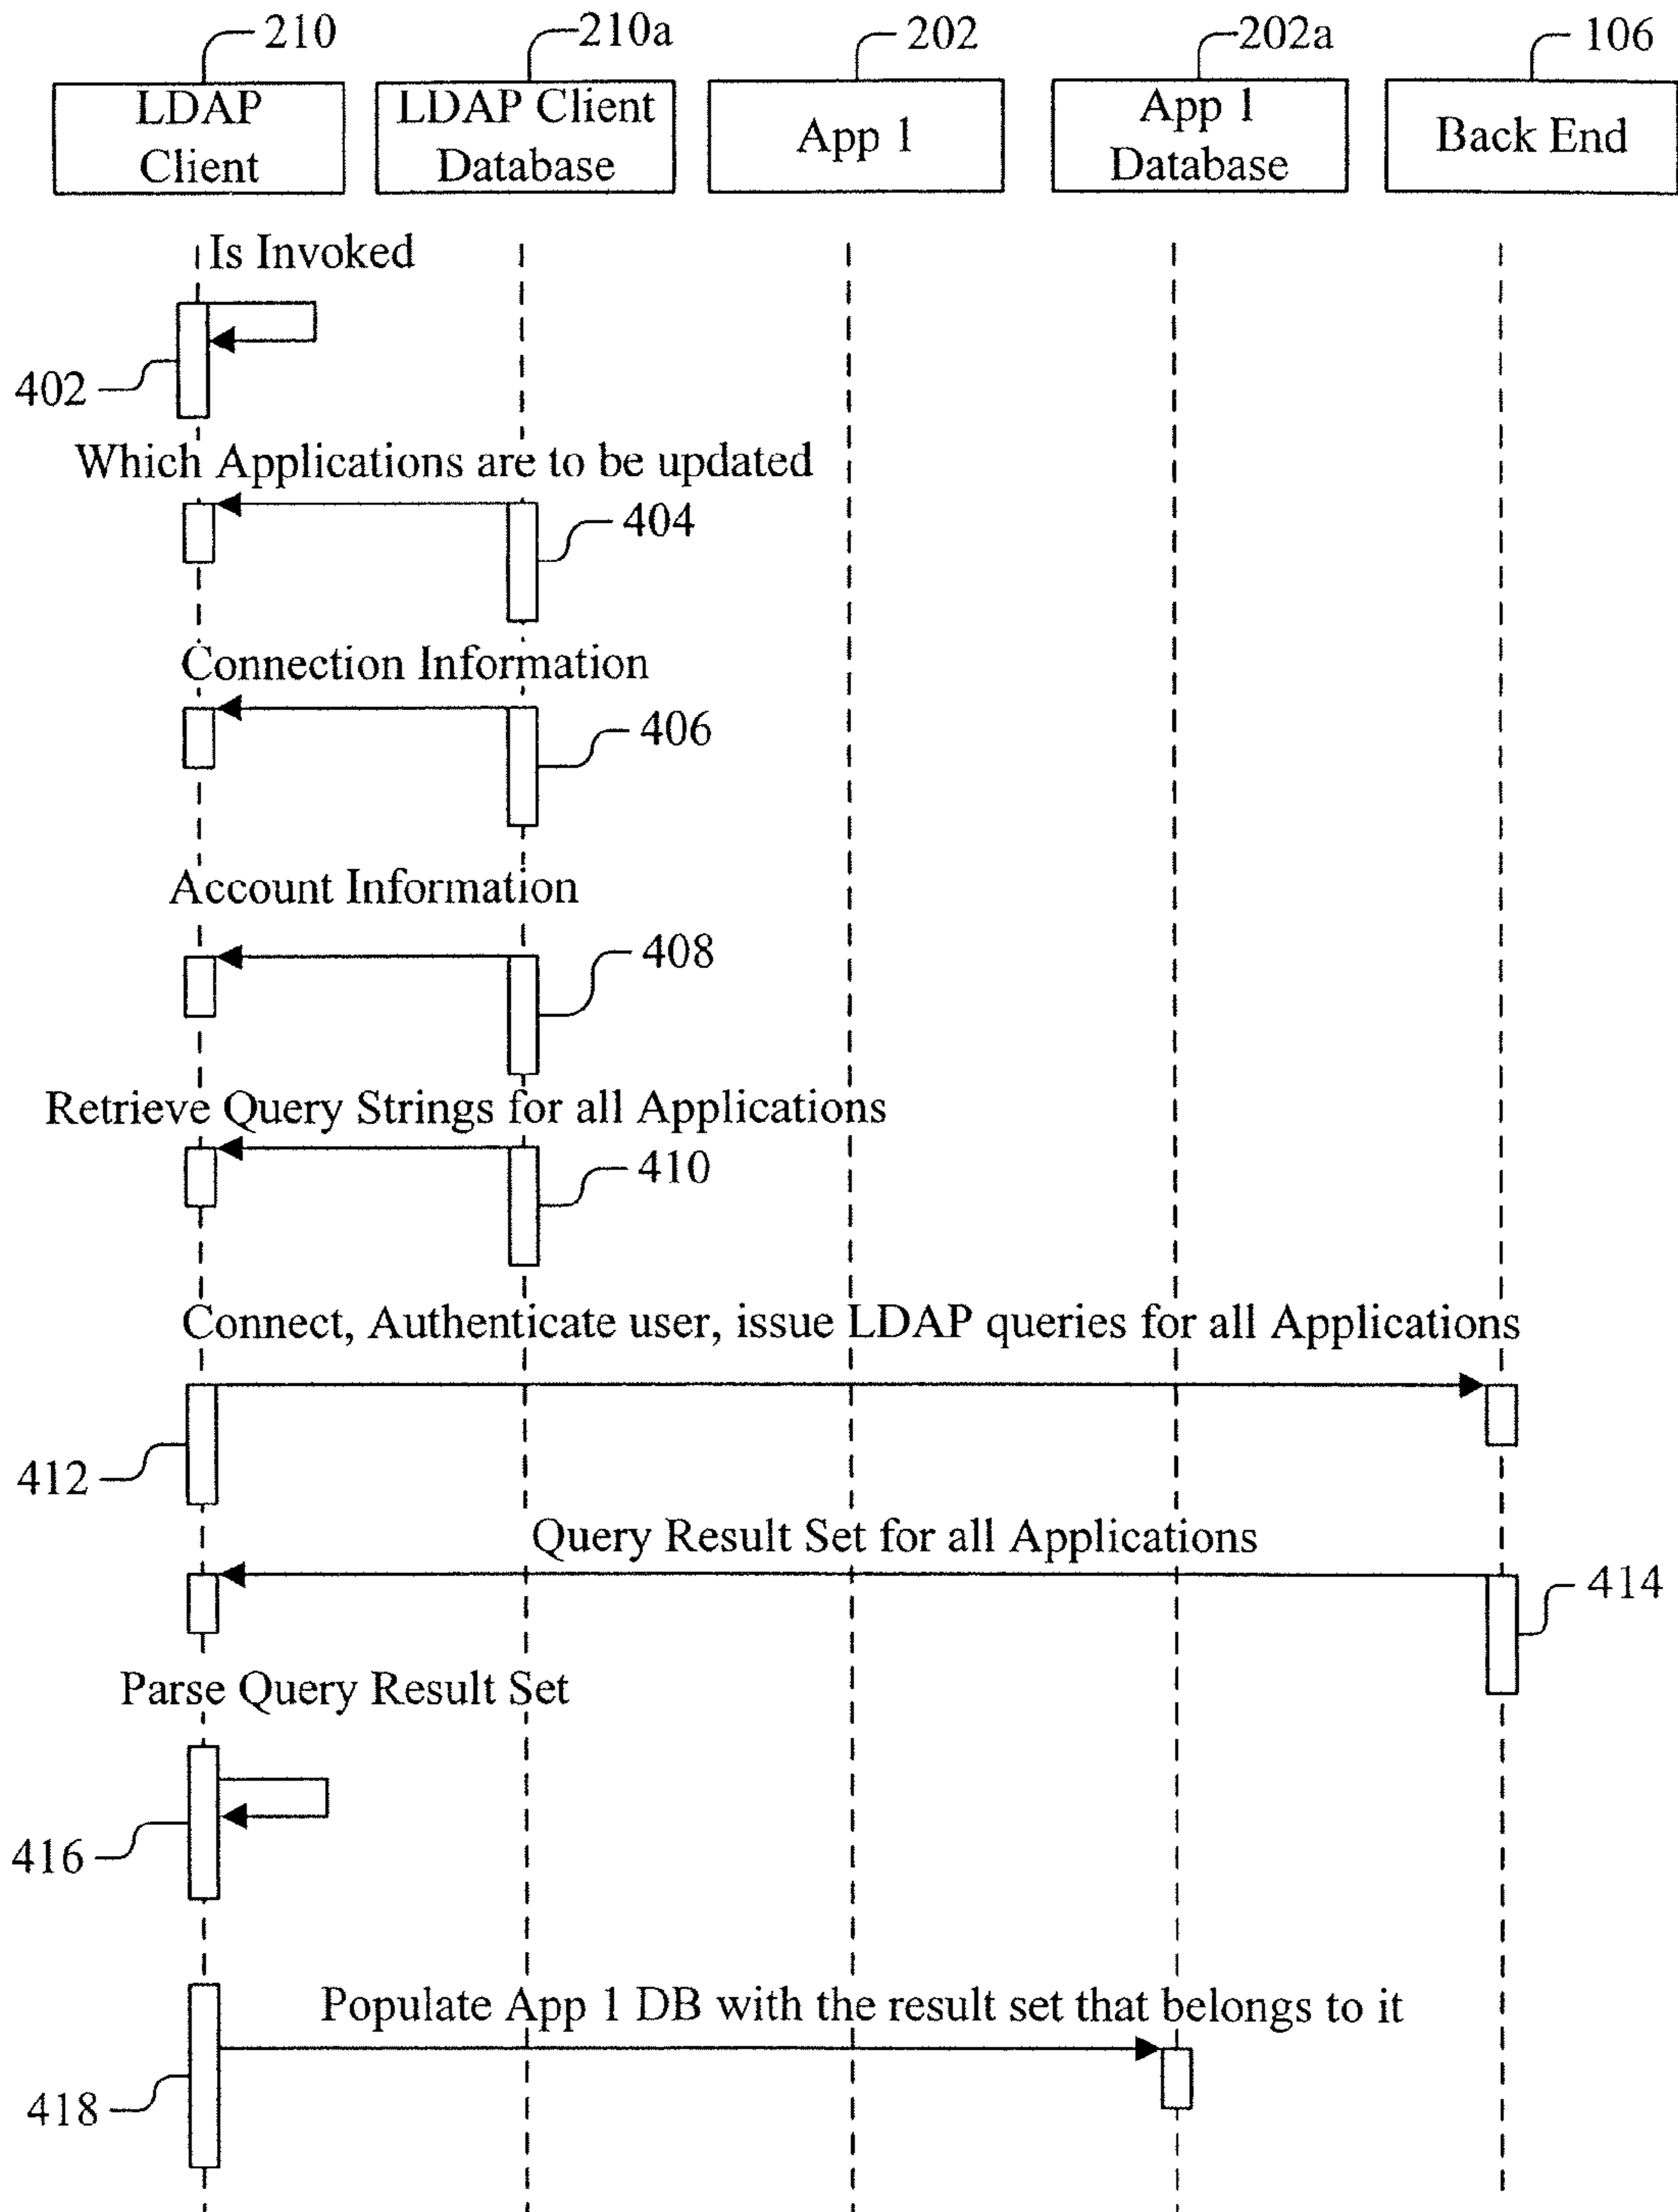 210 210a 202 202a 106
LDAP Client
LDAP Client Database
App 1
App 1 Database
Back End
Is Invoked
402
Which Applications are to be updated
404
Connection Information
406
Account Information
408
Retrieve Query Strings for all Applications
410
Connect, Authenticate user, issue LDAP queries for all Applications
412
Query Result Set for all Applications
414
Parse Query Result Set
416
Populate App 1 DB with the result set that belongs to it
418